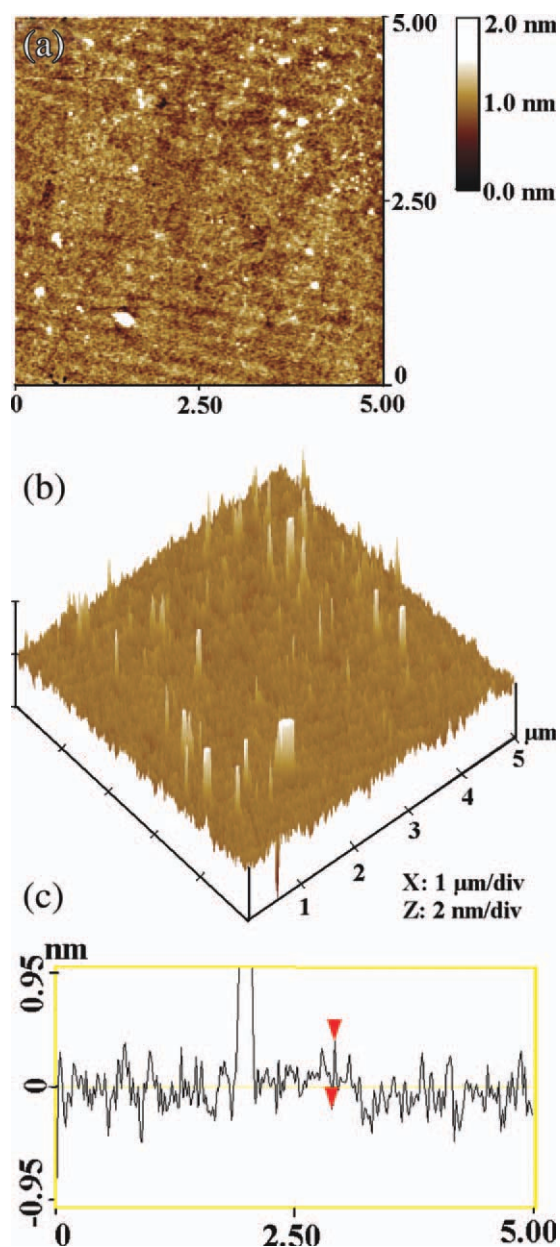 (a)
5.00
2.50
0
0 2.50 5.00
2.0 nm
1.0 nm
0.0 nm
(b)
μm
5
4
3
2
1
X: 1 μm/div
Z: 2 nm/div
(c)
nm
0.95
0
-0.95
0 2.50 5.00